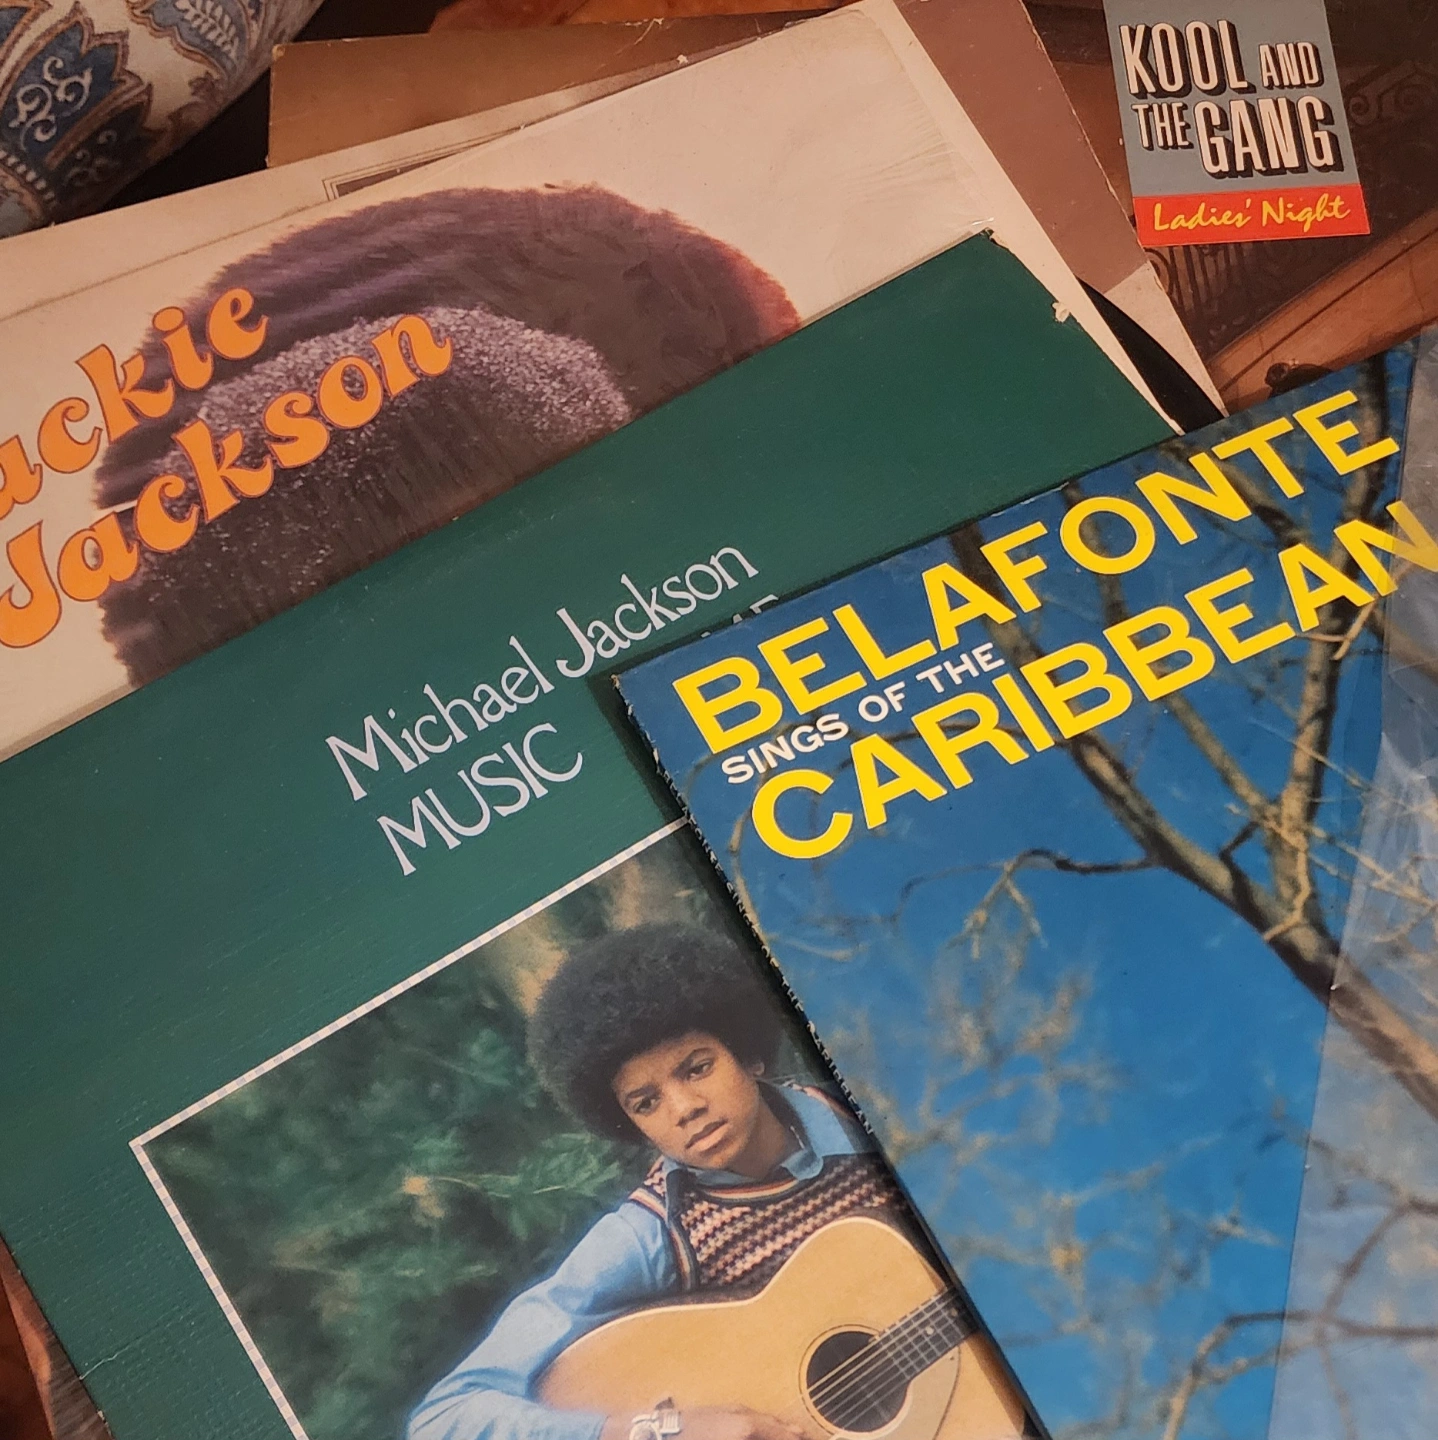 KOOL AND
THE GANG
Ladies' Night
ackie
Jackson
Michael Jackson
MUSIC
BELAFONTE
SINGS OF THE
CARIBBEAN